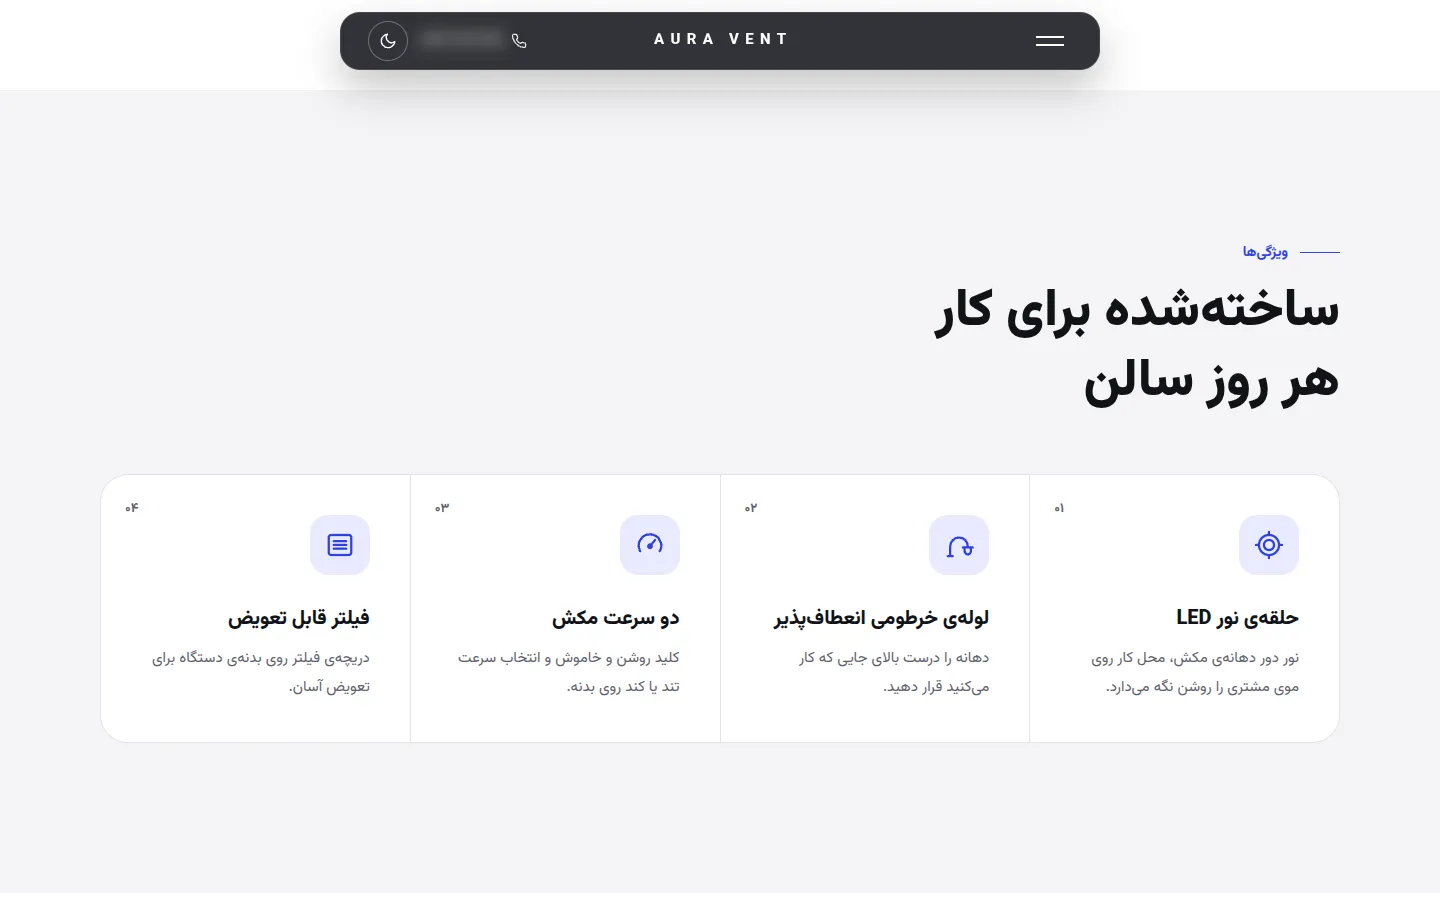 AURA VENT
ویژگی‌ها
ساخته‌شده برای کار
هر روز سالن
۰۱
حلقه‌ی نور LED
نور دور دهانه‌ی مکش، محل کار روی
موی مشتری را روشن نگه می‌دارد.
۰۲
لوله‌ی خرطومی انعطاف‌پذیر
دهانه را درست بالای جایی که کار
می‌کنید قرار دهید.
۰۳
دو سرعت مکش
کلید روشن و خاموش و انتخاب سرعت
تند یا کند روی بدنه.
۰۴
فیلتر قابل تعویض
دریچه‌ی فیلتر روی بدنه‌ی دستگاه برای
تعویض آسان.